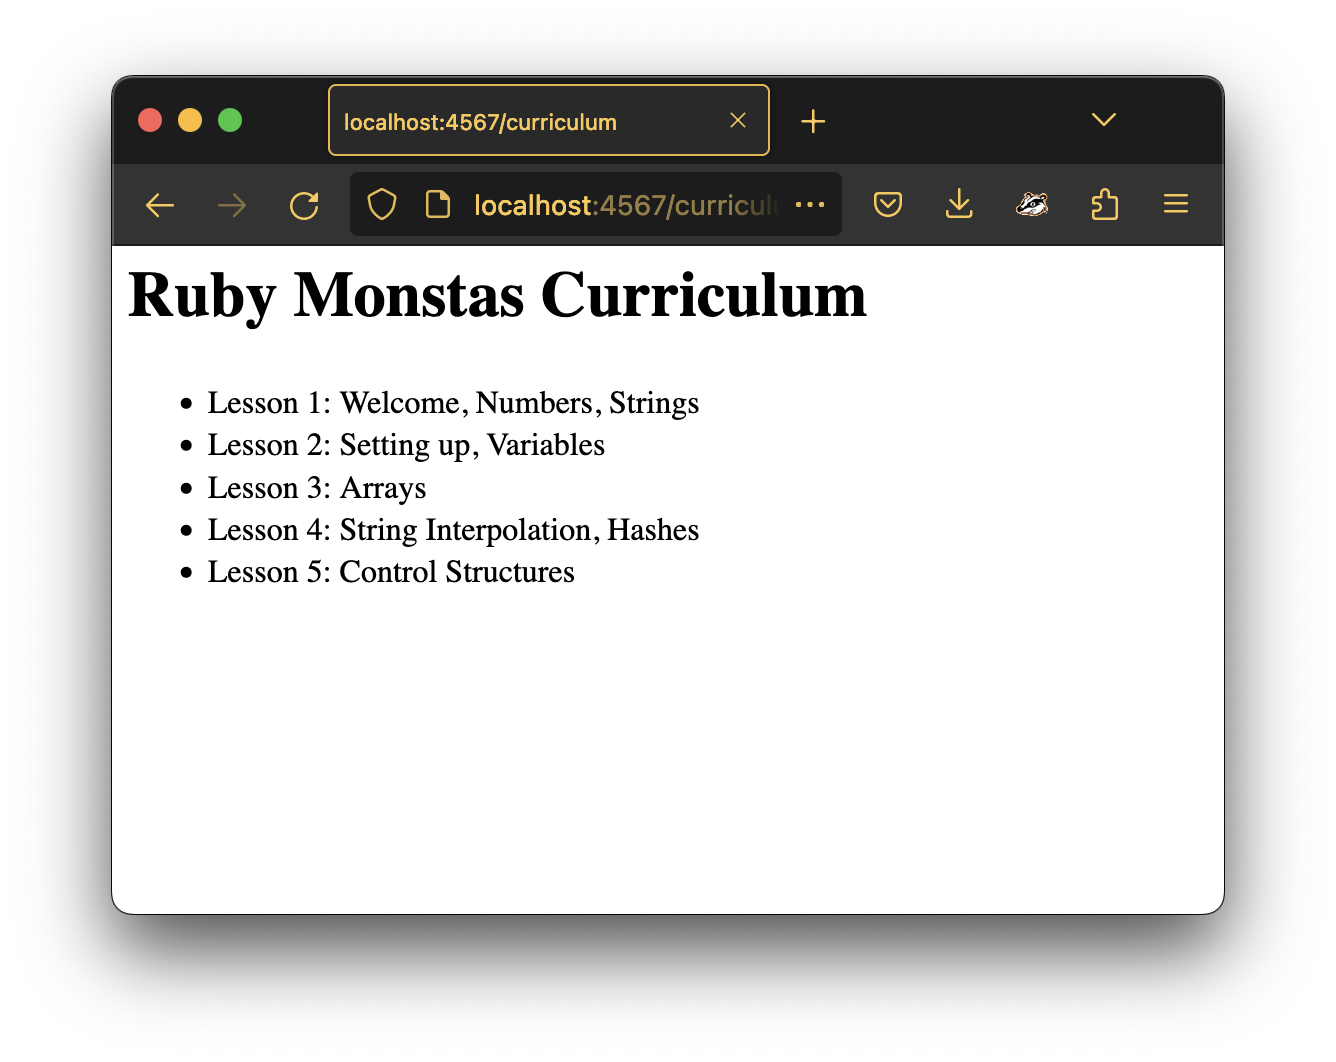 localhost:4567/curriculum
localhost:4567/curricul
Ruby Monstas Curriculum
Lesson 1: Welcome, Numbers, Strings
Lesson 2: Setting up, Variables
Lesson 3: Arrays
Lesson 4: String Interpolation, Hashes
Lesson 5: Control Structures